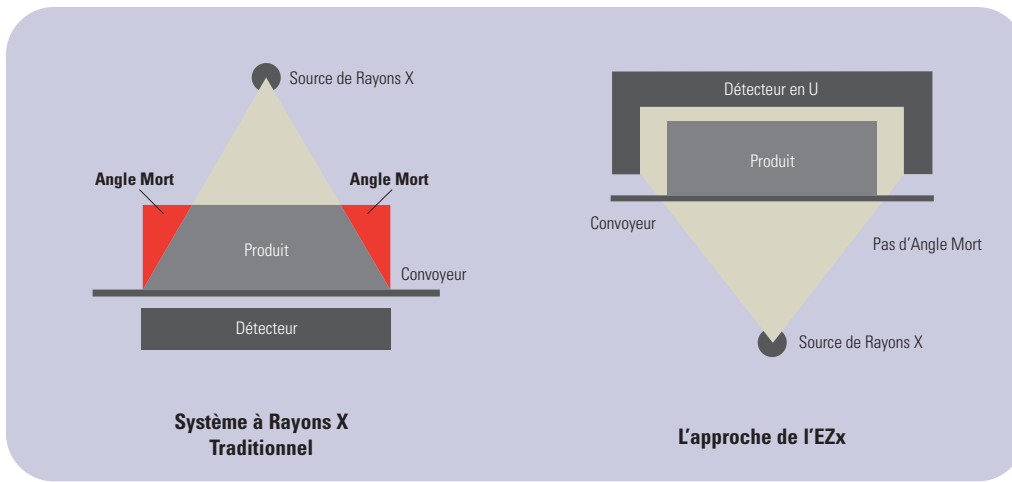 Source de Rayons X
Angle Mort
Angle Mort
Produit
Convoyeur
Détecteur
Système à Rayons X
Traditionnel
Détecteur en U
Produit
Convoyeur
Pas d’Angle Mort
Source de Rayons X
L’approche de l’EZx